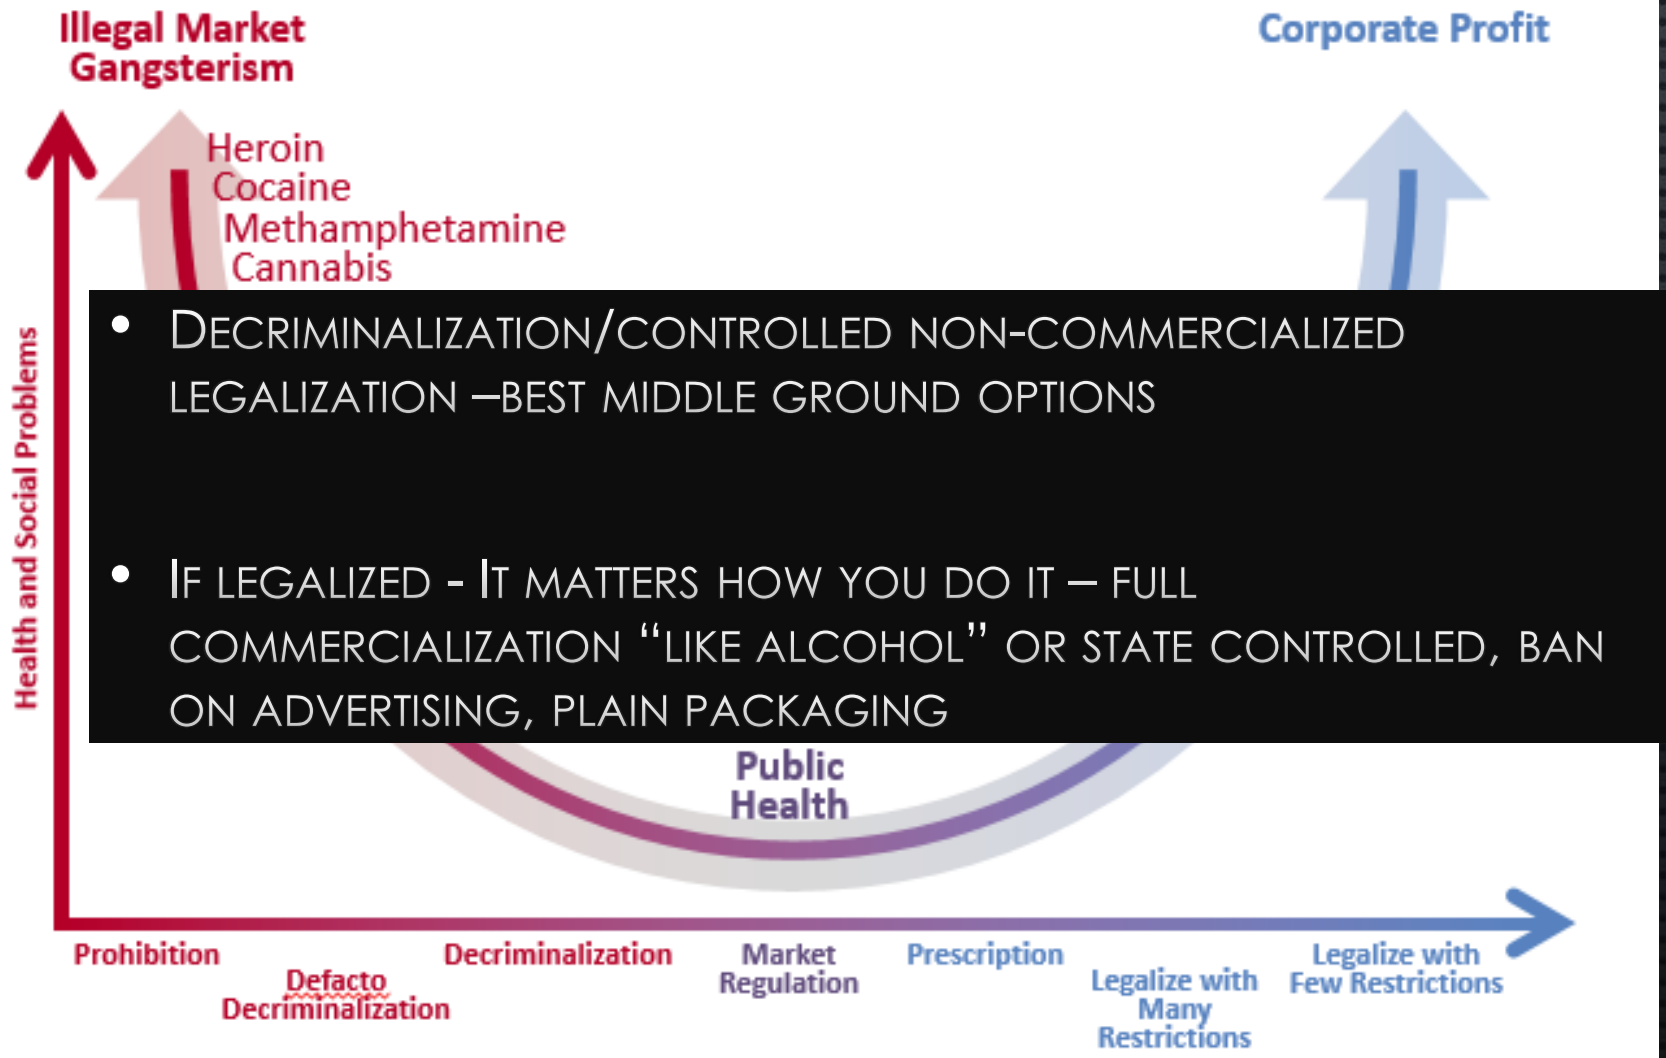 Illegal Market
Gangsterism
Corporate Profit
Heroin
Cocaine
Methamphetamine
Cannabis
Health and Social Problems
• DECRIMINALIZATION/CONTROLLED NON-COMMERCIALIZED
LEGALIZATION –BEST MIDDLE GROUND OPTIONS
• IF LEGALIZED - IT MATTERS HOW YOU DO IT – FULL
COMMERCIALIZATION “LIKE ALCOHOL” OR STATE CONTROLLED, BAN
ON ADVERTISING, PLAIN PACKAGING
Public
Health
Prohibition
Defacto
Decriminalization
Decriminalization
Market
Regulation
Prescription
Legalize with
Many
Restrictions
Legalize with
Few Restrictions